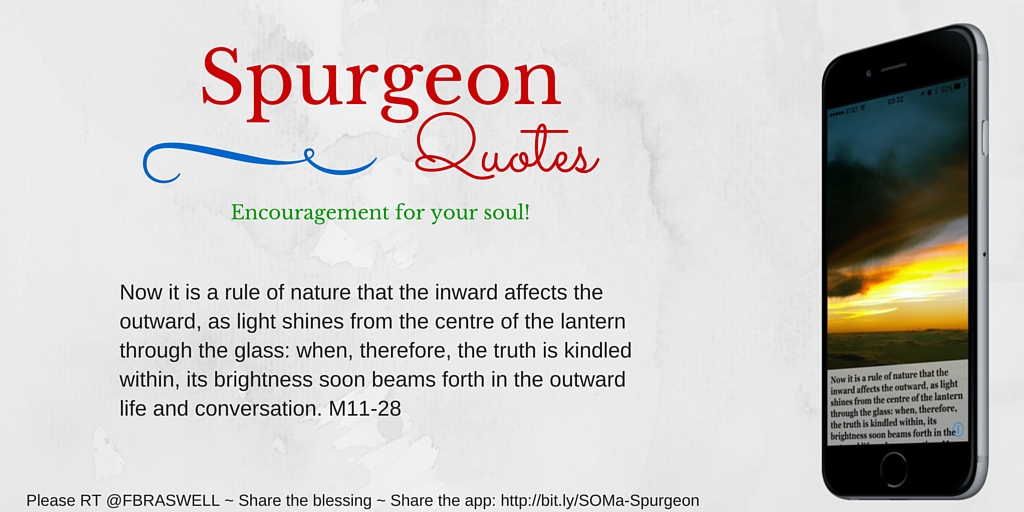 Spurgeon
Quotes
Encouragement for your soul!
Now it is a rule of nature that the inward affects the
outward, as light shines from the centre of the lantern
through the glass: when, therefore, the truth is kindled
within, its brightness soon beams forth in the outward
life and conversation. M11-28
Please RT @FBRASWELL ~ Share the blessing ~ Share the app: http://bit.ly/SOMa-Spurgeon
AT&T 03:32 62%
Now it is a rule of nature that the
inward affects the outward, as light
shines from the centre of the lantern
through the glass: when, therefore,
the truth is kindled within, its
brightness soon beams forth in the